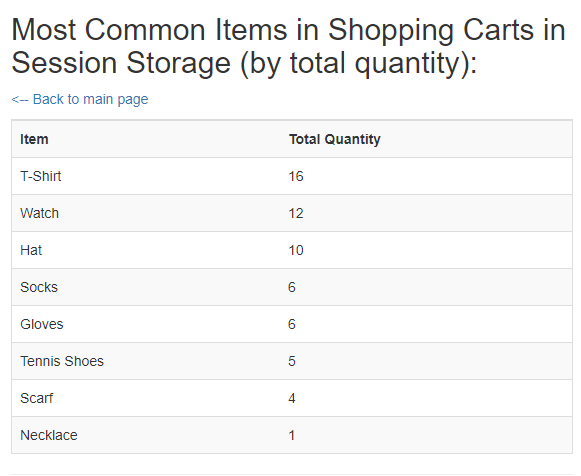 Most Common Items in Shopping Carts in
Session Storage (by total quantity):
<-- Back to main page
Item Total Quantity
T-Shirt 16
Watch 12
Hat 10
Socks 6
Gloves 6
Tennis Shoes 5
Scarf 4
Necklace 1